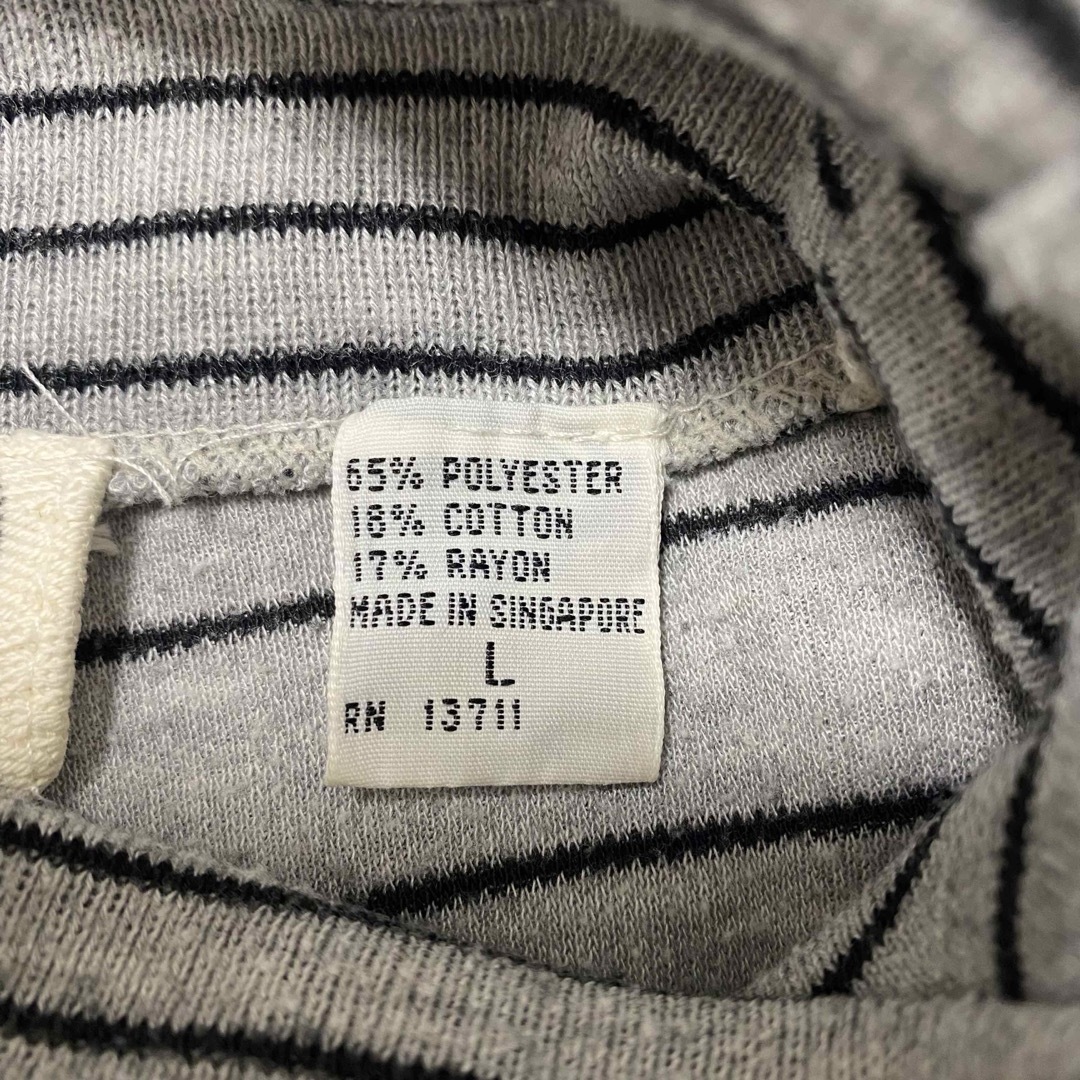 65% POLYESTER
18% COTTON
17% RAYON
MADE IN SINGAPORE
L
RN 13711